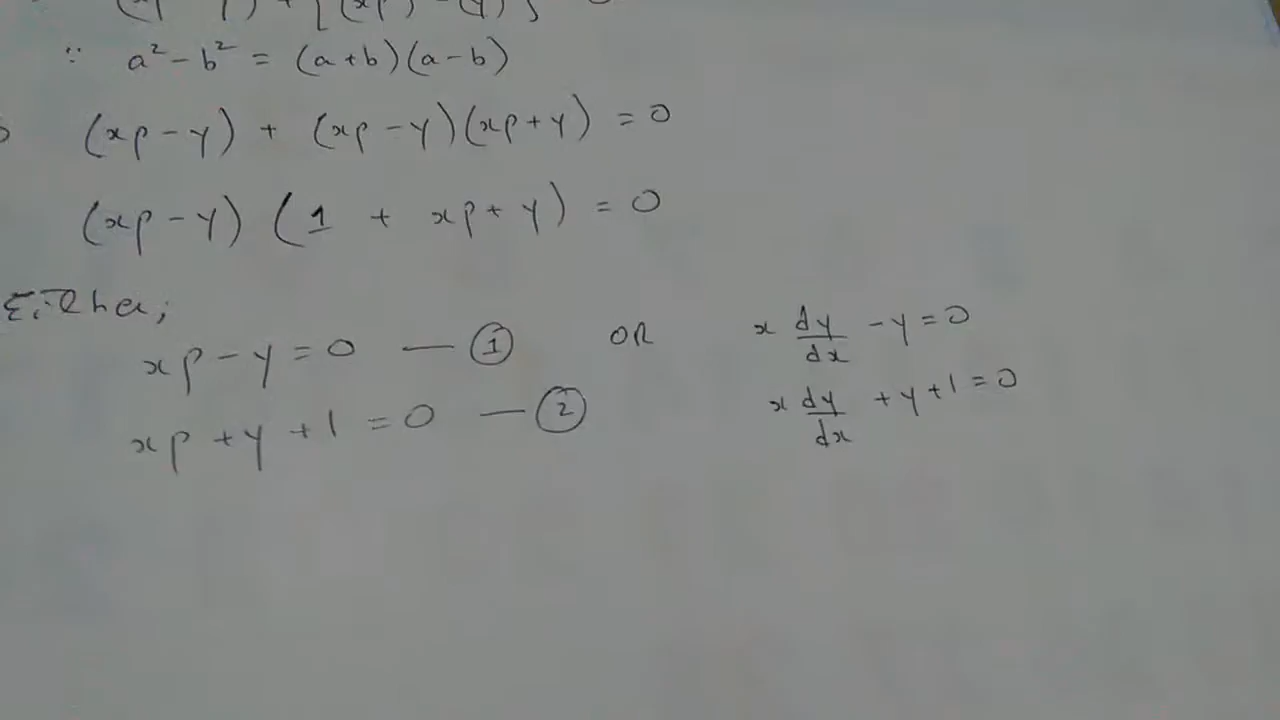 ∵ a² - b² = (a+b)(a-b)
(xp - y) + (xp - y)(xp + y) = 0
(xp - y) (1 + xp + y) = 0
Either;
xp - y = 0 — ① OR x dy/dx - y = 0
xp + y + 1 = 0 — ② x dy/dx + y + 1 = 0